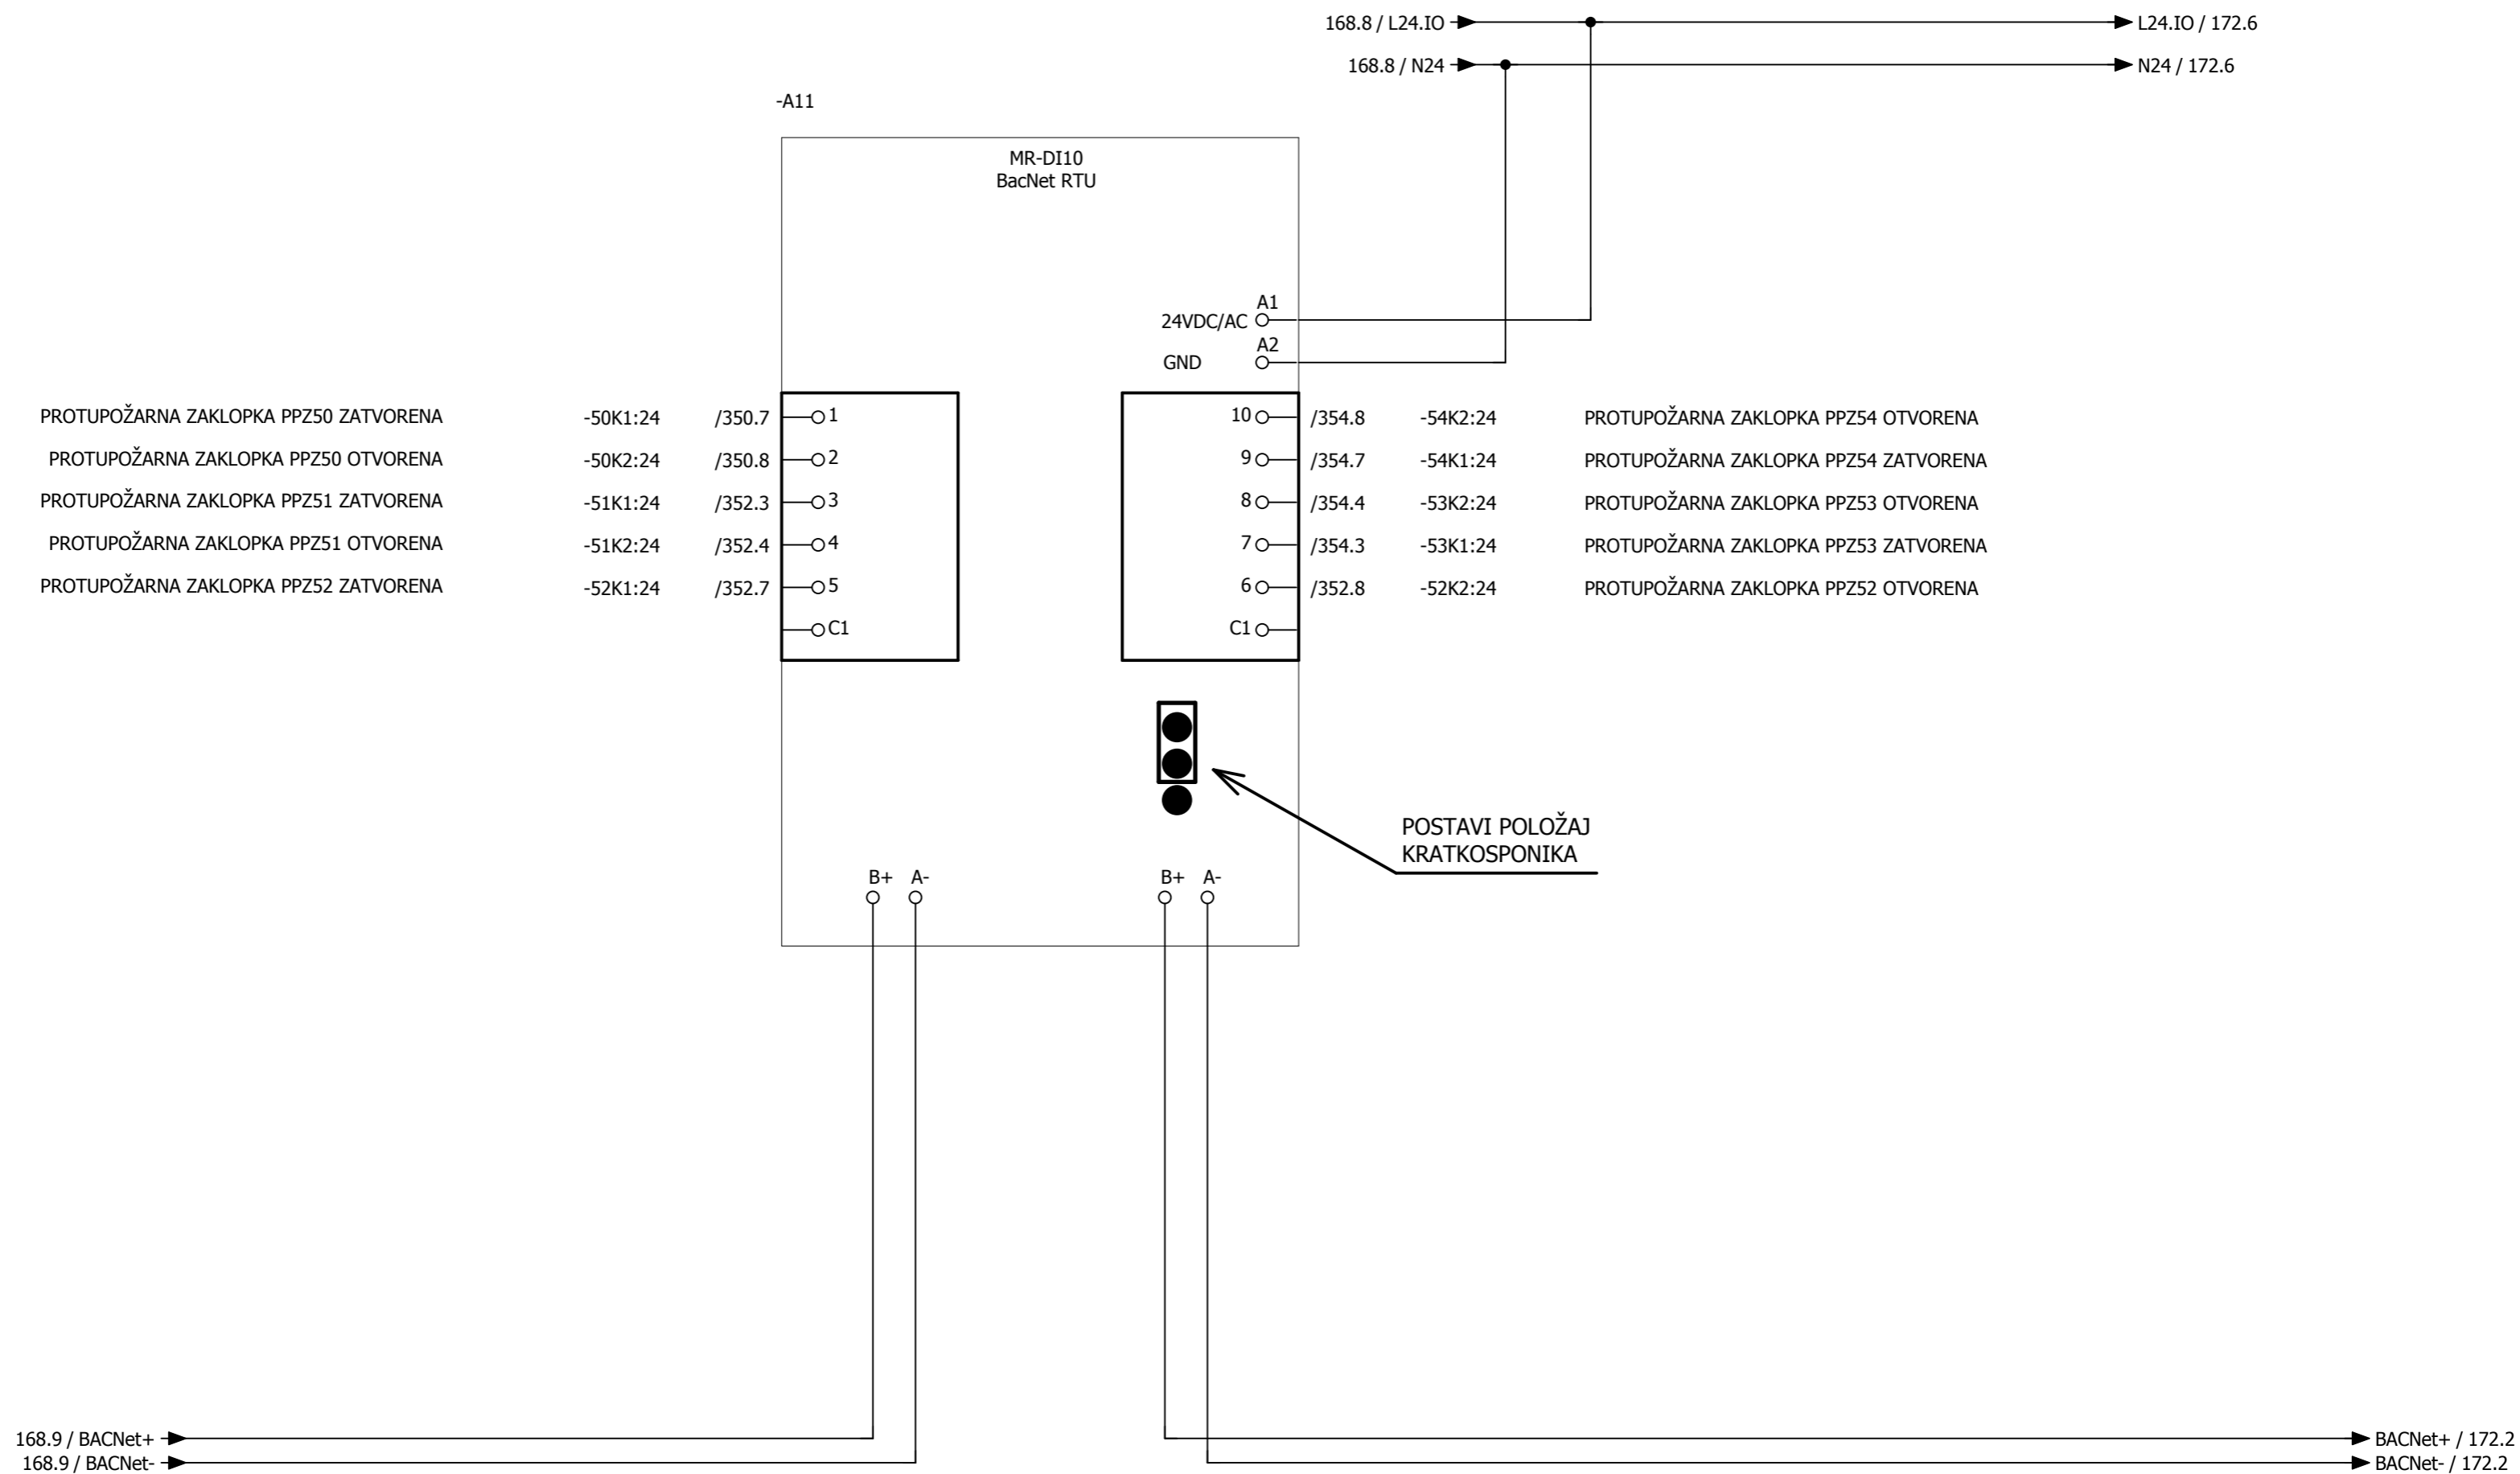 168.8 / L24.IO
L24.IO / 172.6
168.8 / N24
N24 / 172.6
-A11
MR-DI10
BacNet RTU
A1
24VDC/AC
A2
GND
PROTUPOŽARNA ZAKLOPKA PPZ50 ZATVORENA -50K1:24 /350.7 1
PROTUPOŽARNA ZAKLOPKA PPZ50 OTVORENA -50K2:24 /350.8 2
PROTUPOŽARNA ZAKLOPKA PPZ51 ZATVORENA -51K1:24 /352.3 3
PROTUPOŽARNA ZAKLOPKA PPZ51 OTVORENA -51K2:24 /352.4 4
PROTUPOŽARNA ZAKLOPKA PPZ52 ZATVORENA -52K1:24 /352.7 5
C1
10 /354.8 -54K2:24 PROTUPOŽARNA ZAKLOPKA PPZ54 OTVORENA
9 /354.7 -54K1:24 PROTUPOŽARNA ZAKLOPKA PPZ54 ZATVORENA
8 /354.4 -53K2:24 PROTUPOŽARNA ZAKLOPKA PPZ53 OTVORENA
7 /354.3 -53K1:24 PROTUPOŽARNA ZAKLOPKA PPZ53 ZATVORENA
6 /352.8 -52K2:24 PROTUPOŽARNA ZAKLOPKA PPZ52 OTVORENA
C1
POSTAVI POLOŽAJ
KRATKOSPONIKA
B+ A-
B+ A-
168.9 / BACNet+
168.9 / BACNet-
BACNet+ / 172.2
BACNet- / 172.2